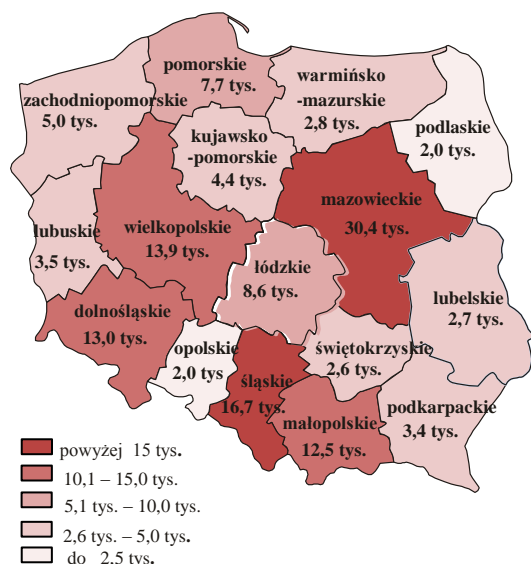 pomorskie
7,7 tys.
warmińsko
-mazurskie
2,8 tys.
zachodniopomorskie
5,0 tys.
podlaskie
2,0 tys.
kujawsko
-pomorskie
4,4 tys.
mazowieckie
30,4 tys.
lubuskie
3,5 tys.
wielkopolskie
13,9 tys.
łódzkie
8,6 tys.
lubelskie
2,7 tys.
dolnośląskie
13,0 tys.
opolskie
2,0 tys
śląskie
16,7 tys.
świętokrzyskie
2,6 tys.
małopolskie
12,5 tys.
podkarpackie
3,4 tys.
powyżej 15 tys.
10,1 – 15,0 tys.
5,1 tys. – 10,0 tys.
2,6 tys. – 5,0 tys.
do 2,5 tys.